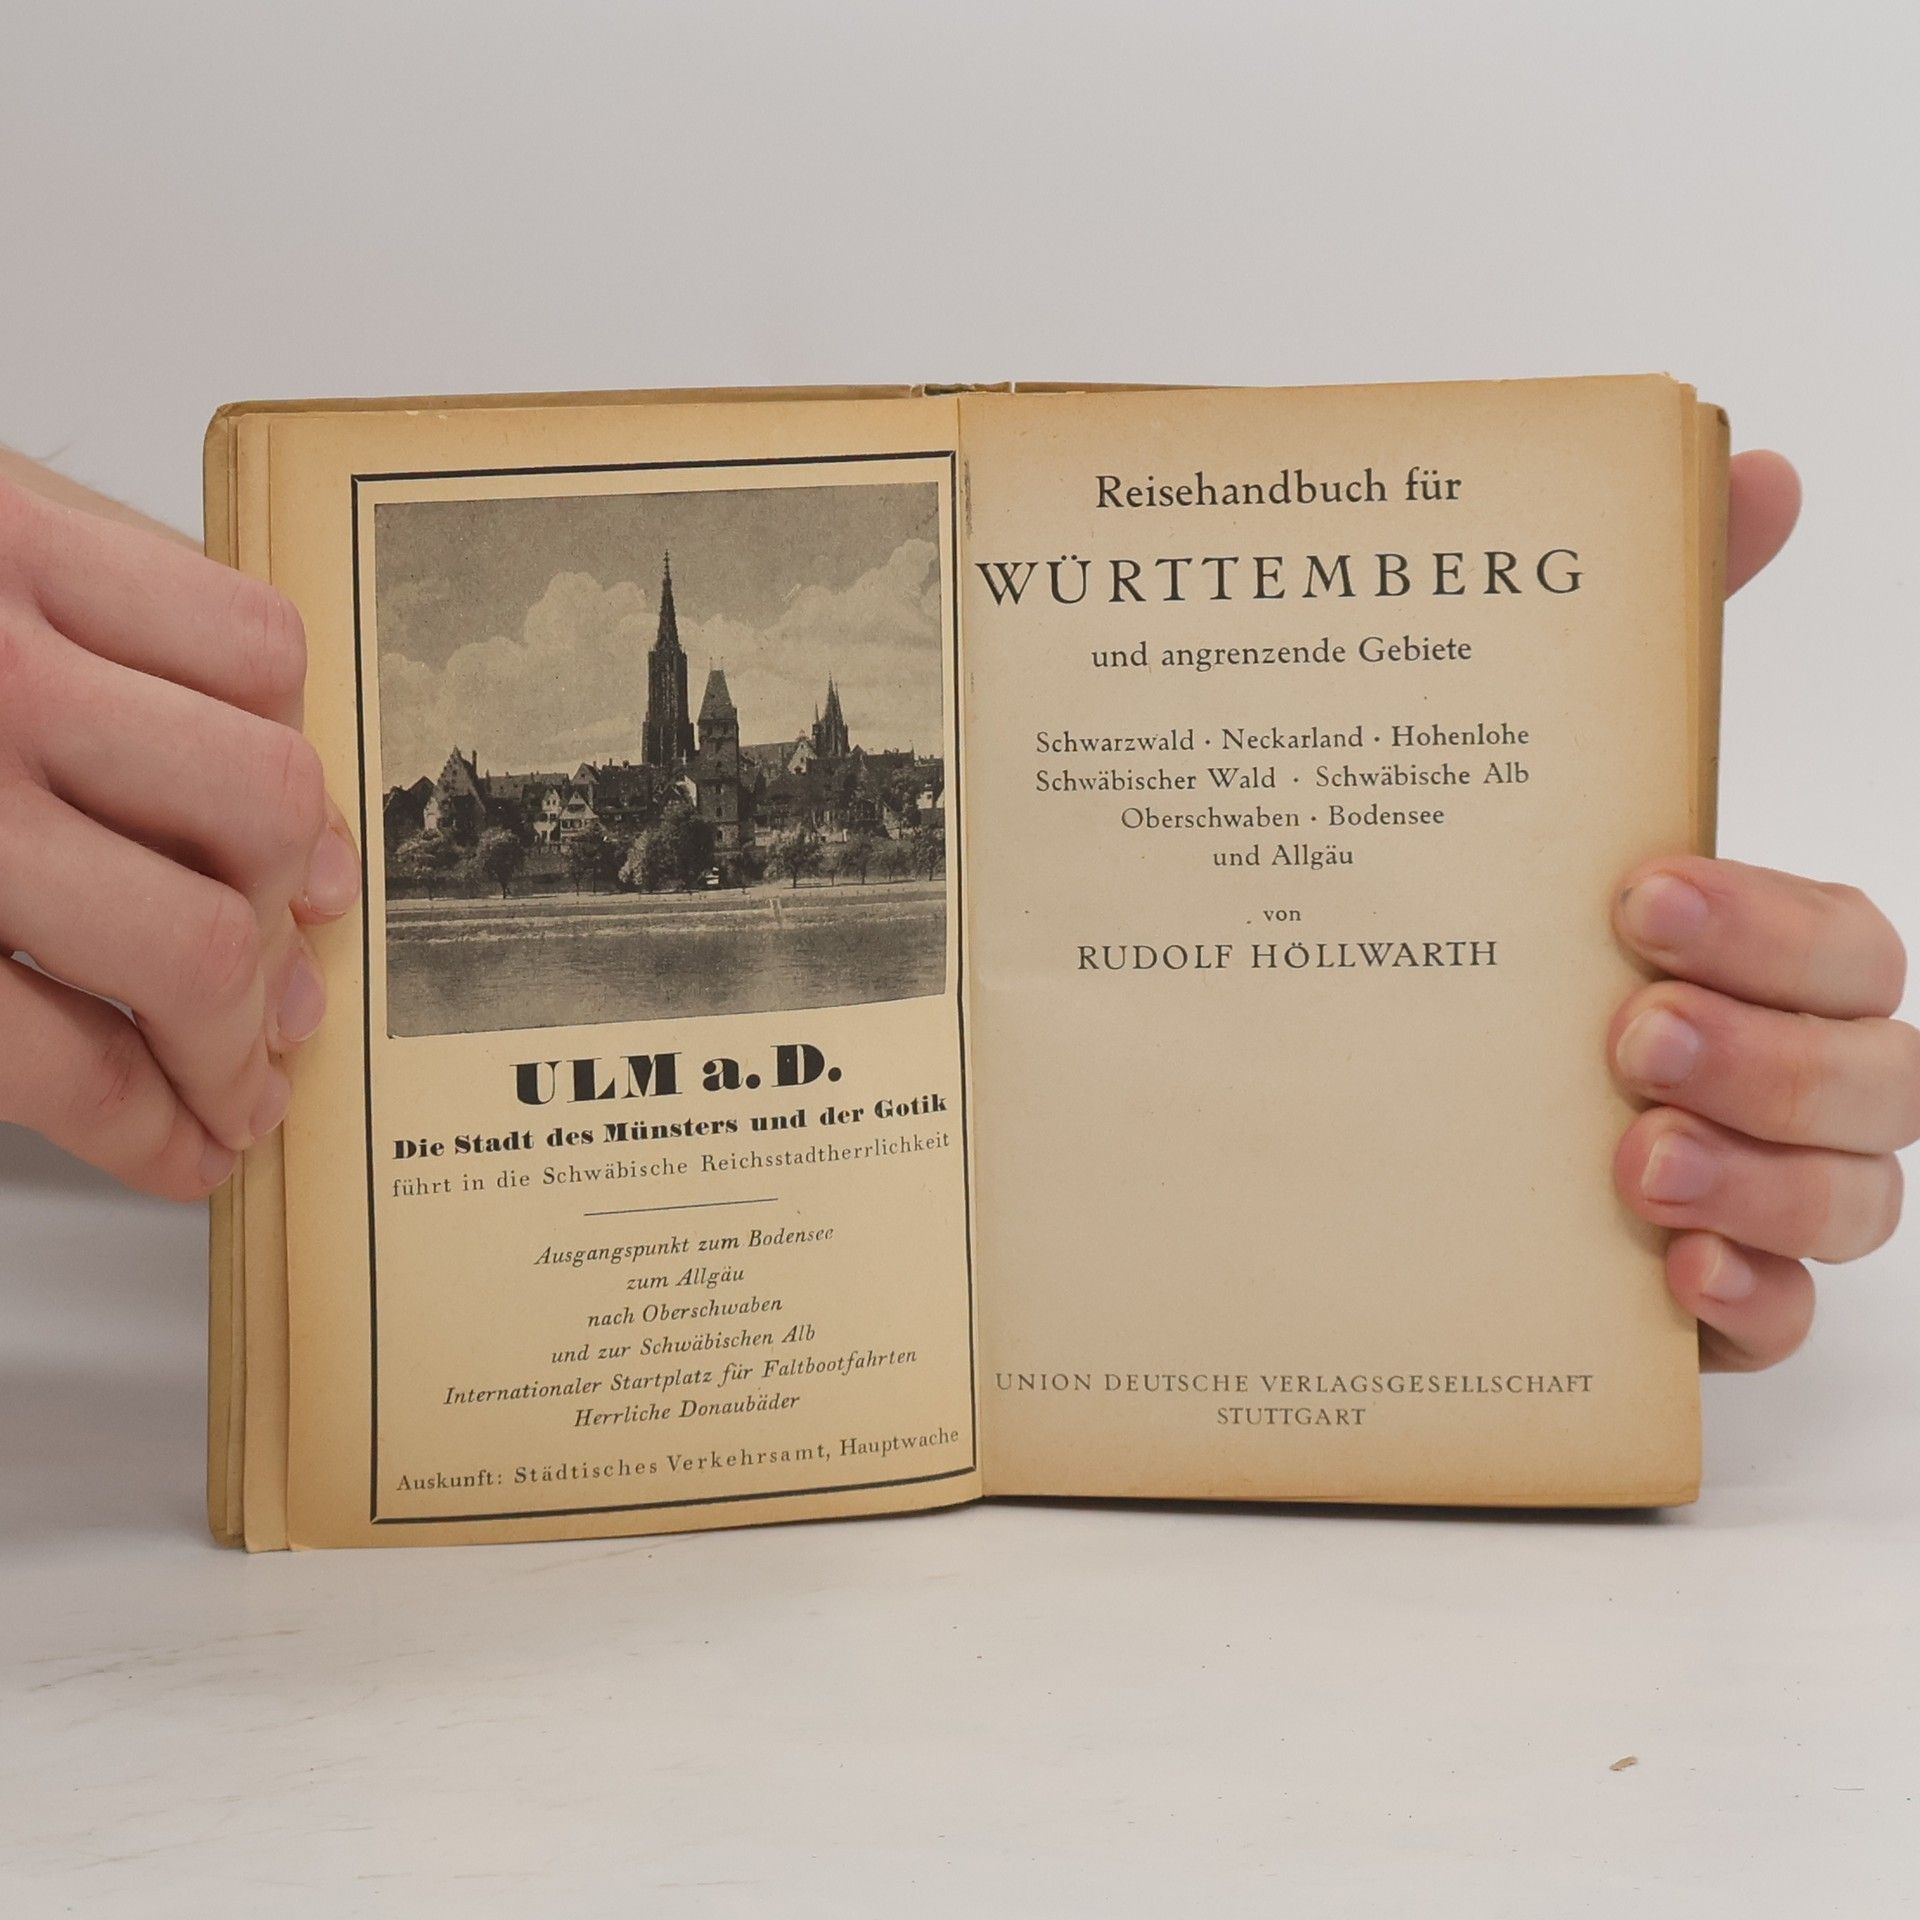 ULM a. D.
Die Stadt des Münsters und der Gotik
führt in die Schwäbische Reichsstadtherrlichkeit
Ausgangspunkt zum Bodensee
zum Allgäu
nach Oberschwaben
und zur Schwäbischen Alb
Internationaler Startplatz für Faltbootfahrten
Herrliche Donaubäder
Auskunft: Städtisches Verkehrsamt, Hauptwache
Reisehandbuch für
WÜRTTEMBERG
und angrenzende Gebiete
Schwarzwald · Neckarland · Hohenlohe
Schwäbischer Wald · Schwäbische Alb
Oberschwaben · Bodensee
und Allgäu
von
RUDOLF HÖLLWARTH
UNION DEUTSCHE VERLAGSGESELLSCHAFT
STUTTGART